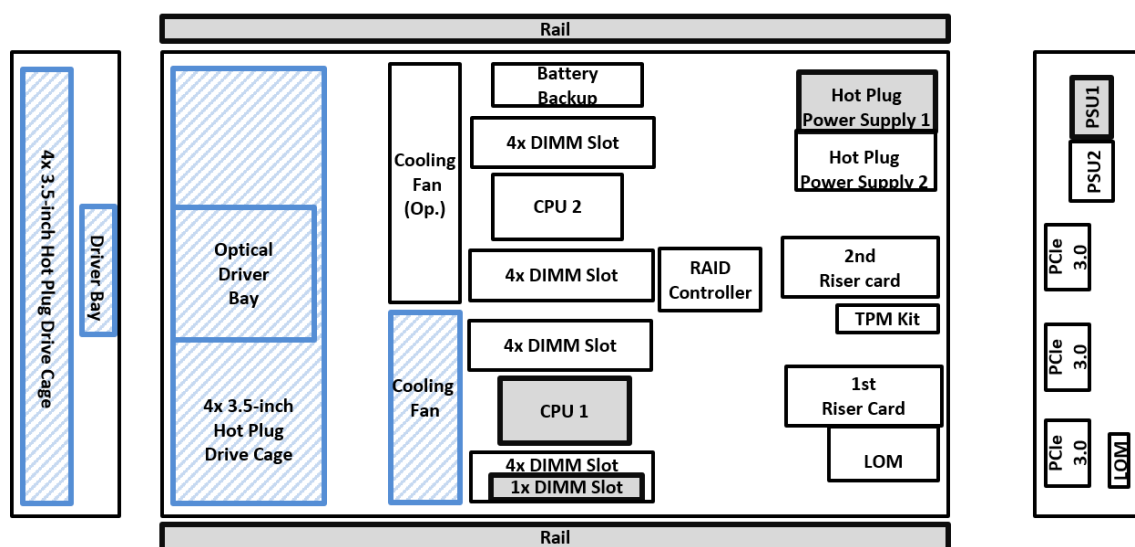 Rail
4x 3.5-inch Hot Plug Drive Cage
Driver Bay
Optical
Driver
Bay
4x 3.5-inch
Hot Plug
Drive Cage
Cooling
Fan
(Op.)
Cooling
Fan
Battery
Backup
4x DIMM Slot
CPU 2
4x DIMM Slot
RAID
Controller
4x DIMM Slot
CPU 1
4x DIMM Slot
1x DIMM Slot
Hot Plug
Power Supply 1
Hot Plug
Power Supply 2
2nd
Riser card
TPM Kit
1st
Riser Card
LOM
PSU1
PSU2
PCIe
3.0
PCIe
3.0
PCIe
3.0
LOM
Rail